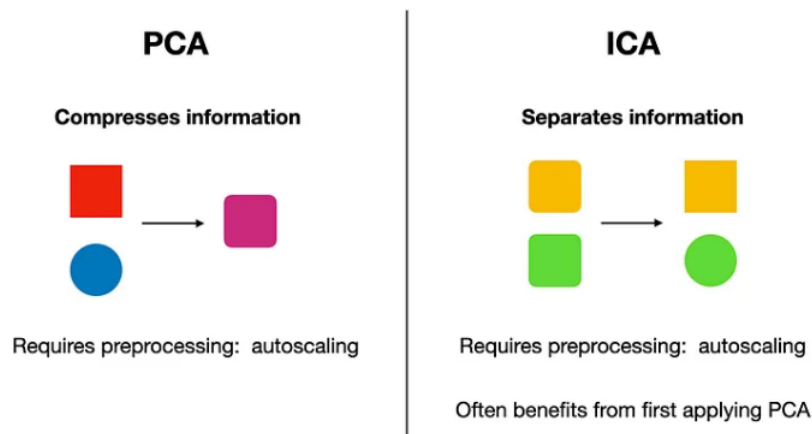 PCA
Compresses information
Requires preprocessing:  autoscaling
ICA
Separates information
Requires preprocessing:  autoscaling
Often benefits from first applying PCA